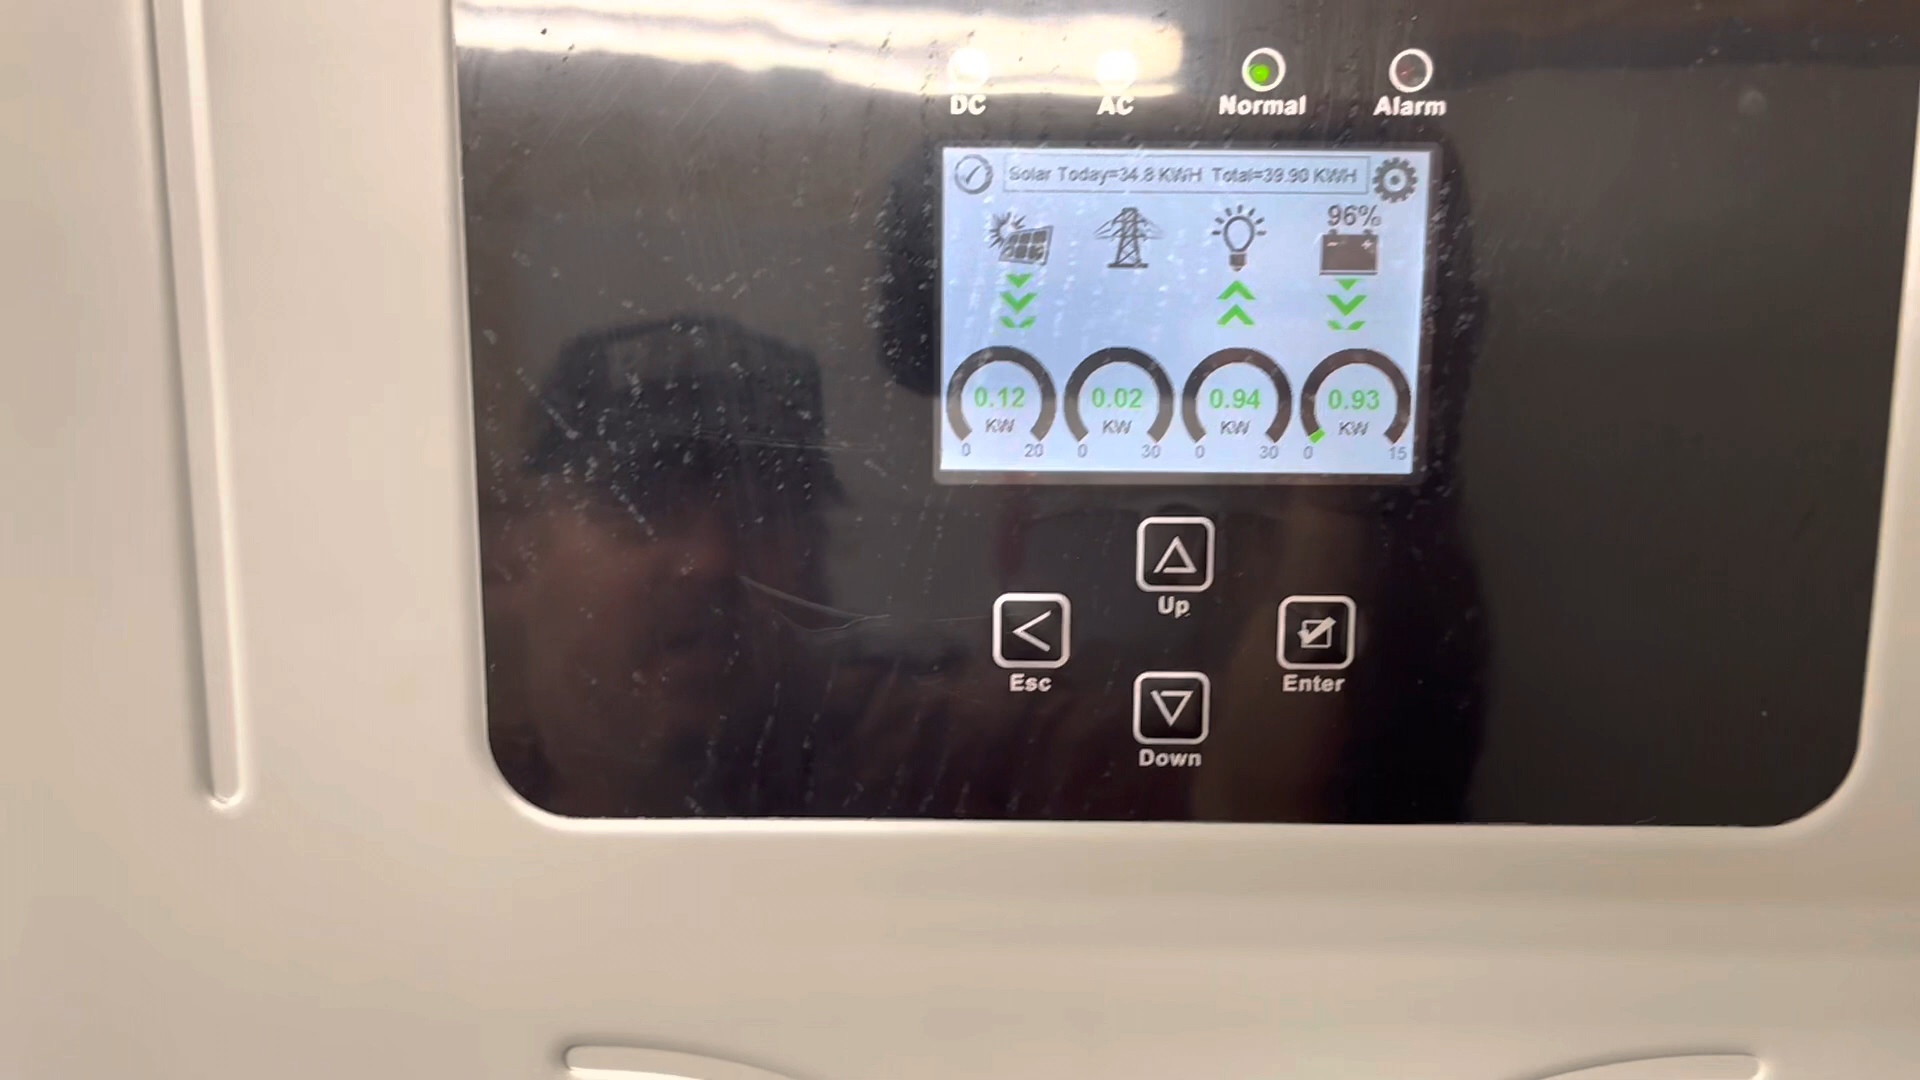 DC AC Normal Alarm
Solar Today=34.8 KWH Total=39.90 KWH
96%
0.12 0.02 0.94 0.93
KW KW KW KW
0 20 0 30 0 30 0 15
Up
Esc Enter
Down